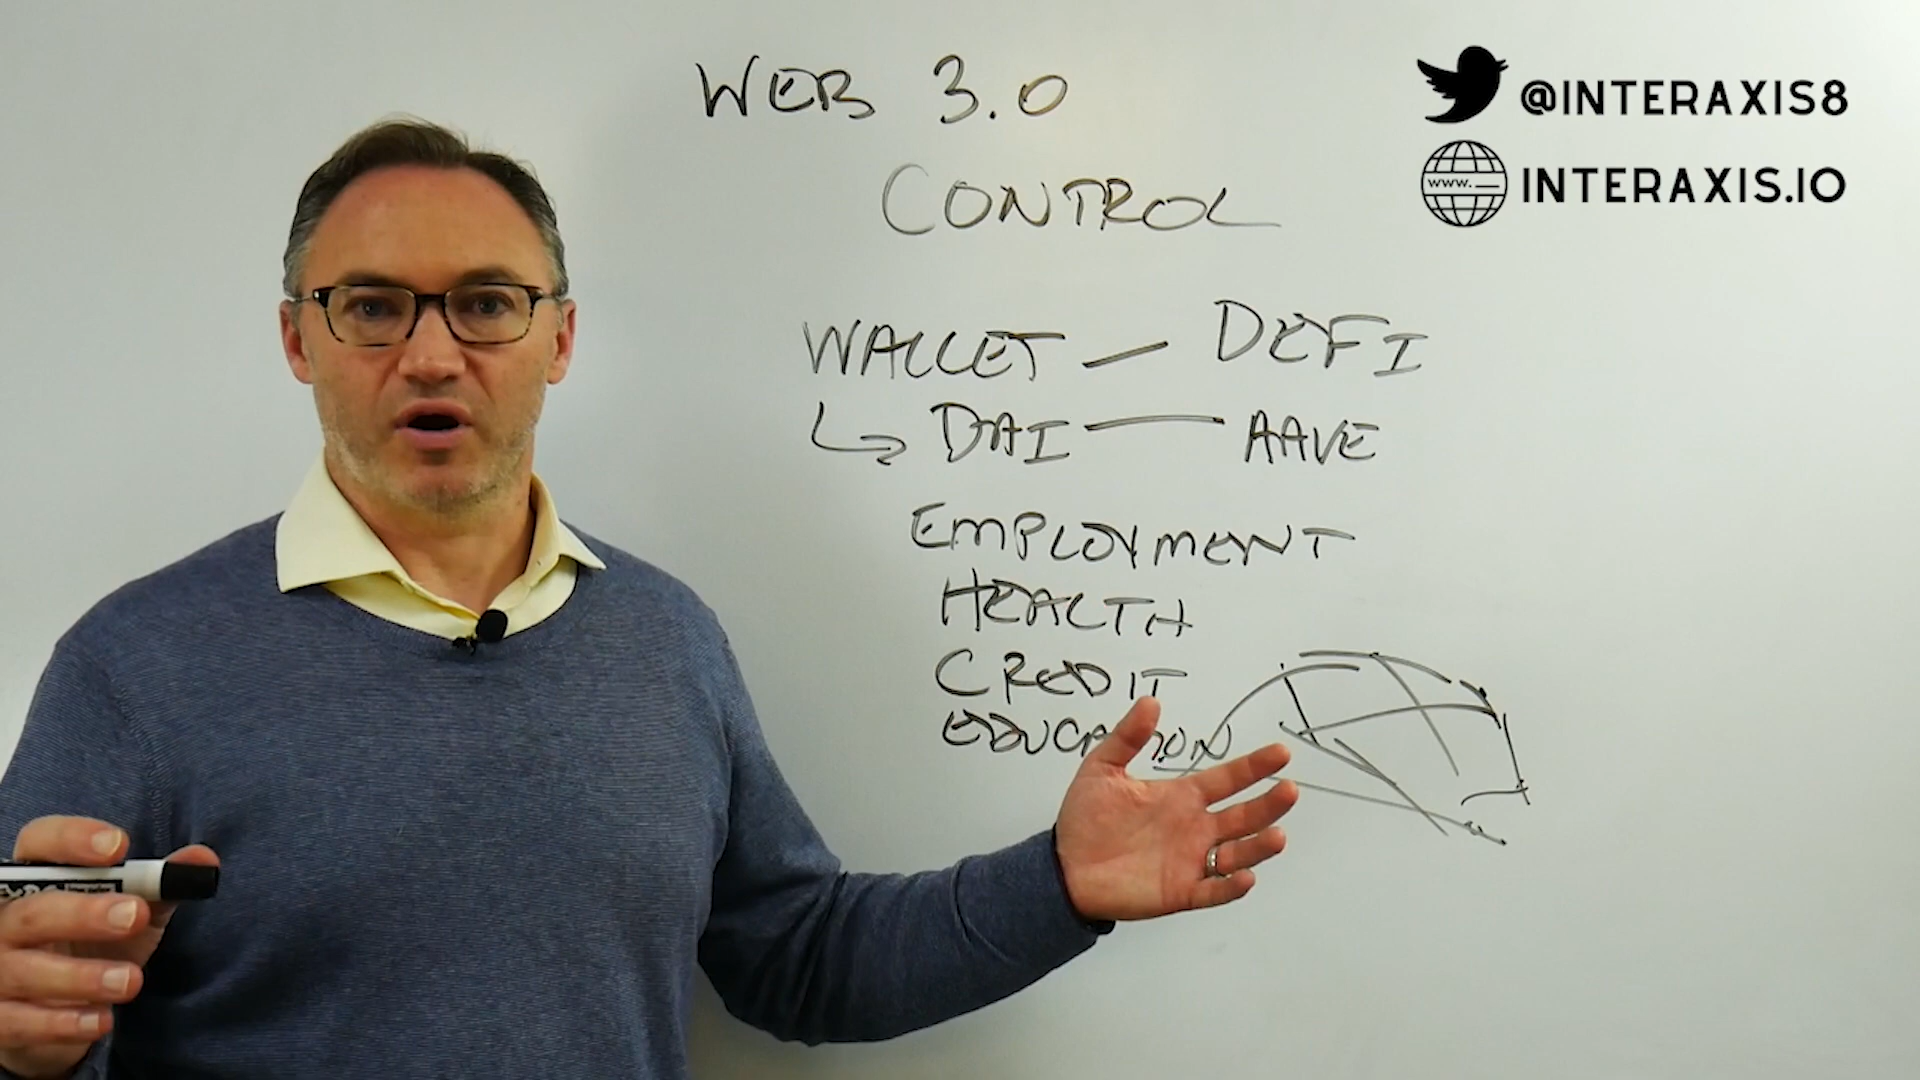 WEB 3.0
CONTROL
WALLET — DEFI
↳ DAI — AAVE
EMPLOYMENT
HEALTH
CREDIT
EDUCATION
@INTERAXIS8
www.
INTERAXIS.IO